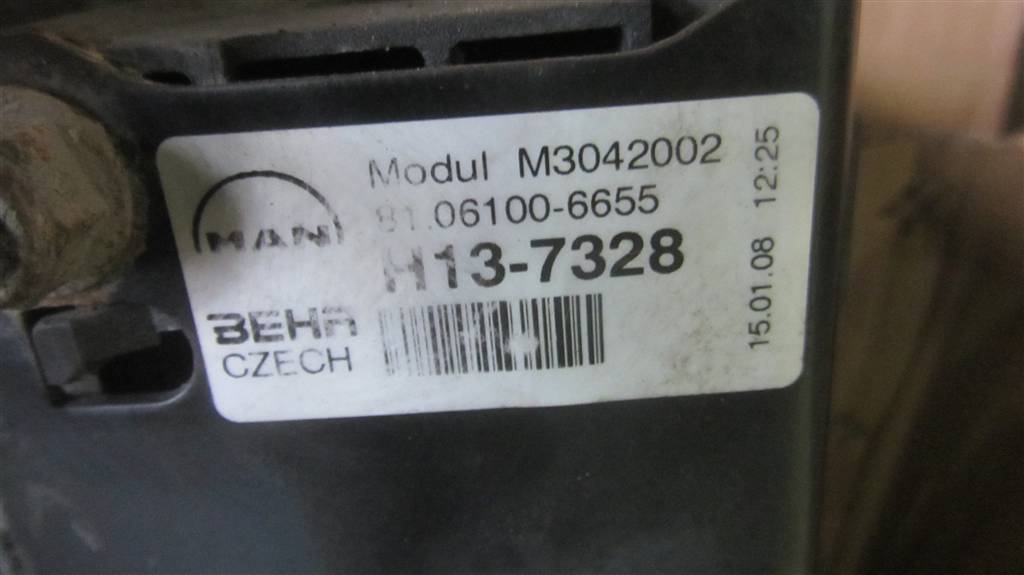 MAN
Modul M3042002
81.06100-6655
H13-7328
BEHR
CZECH
15.01.08 12:25